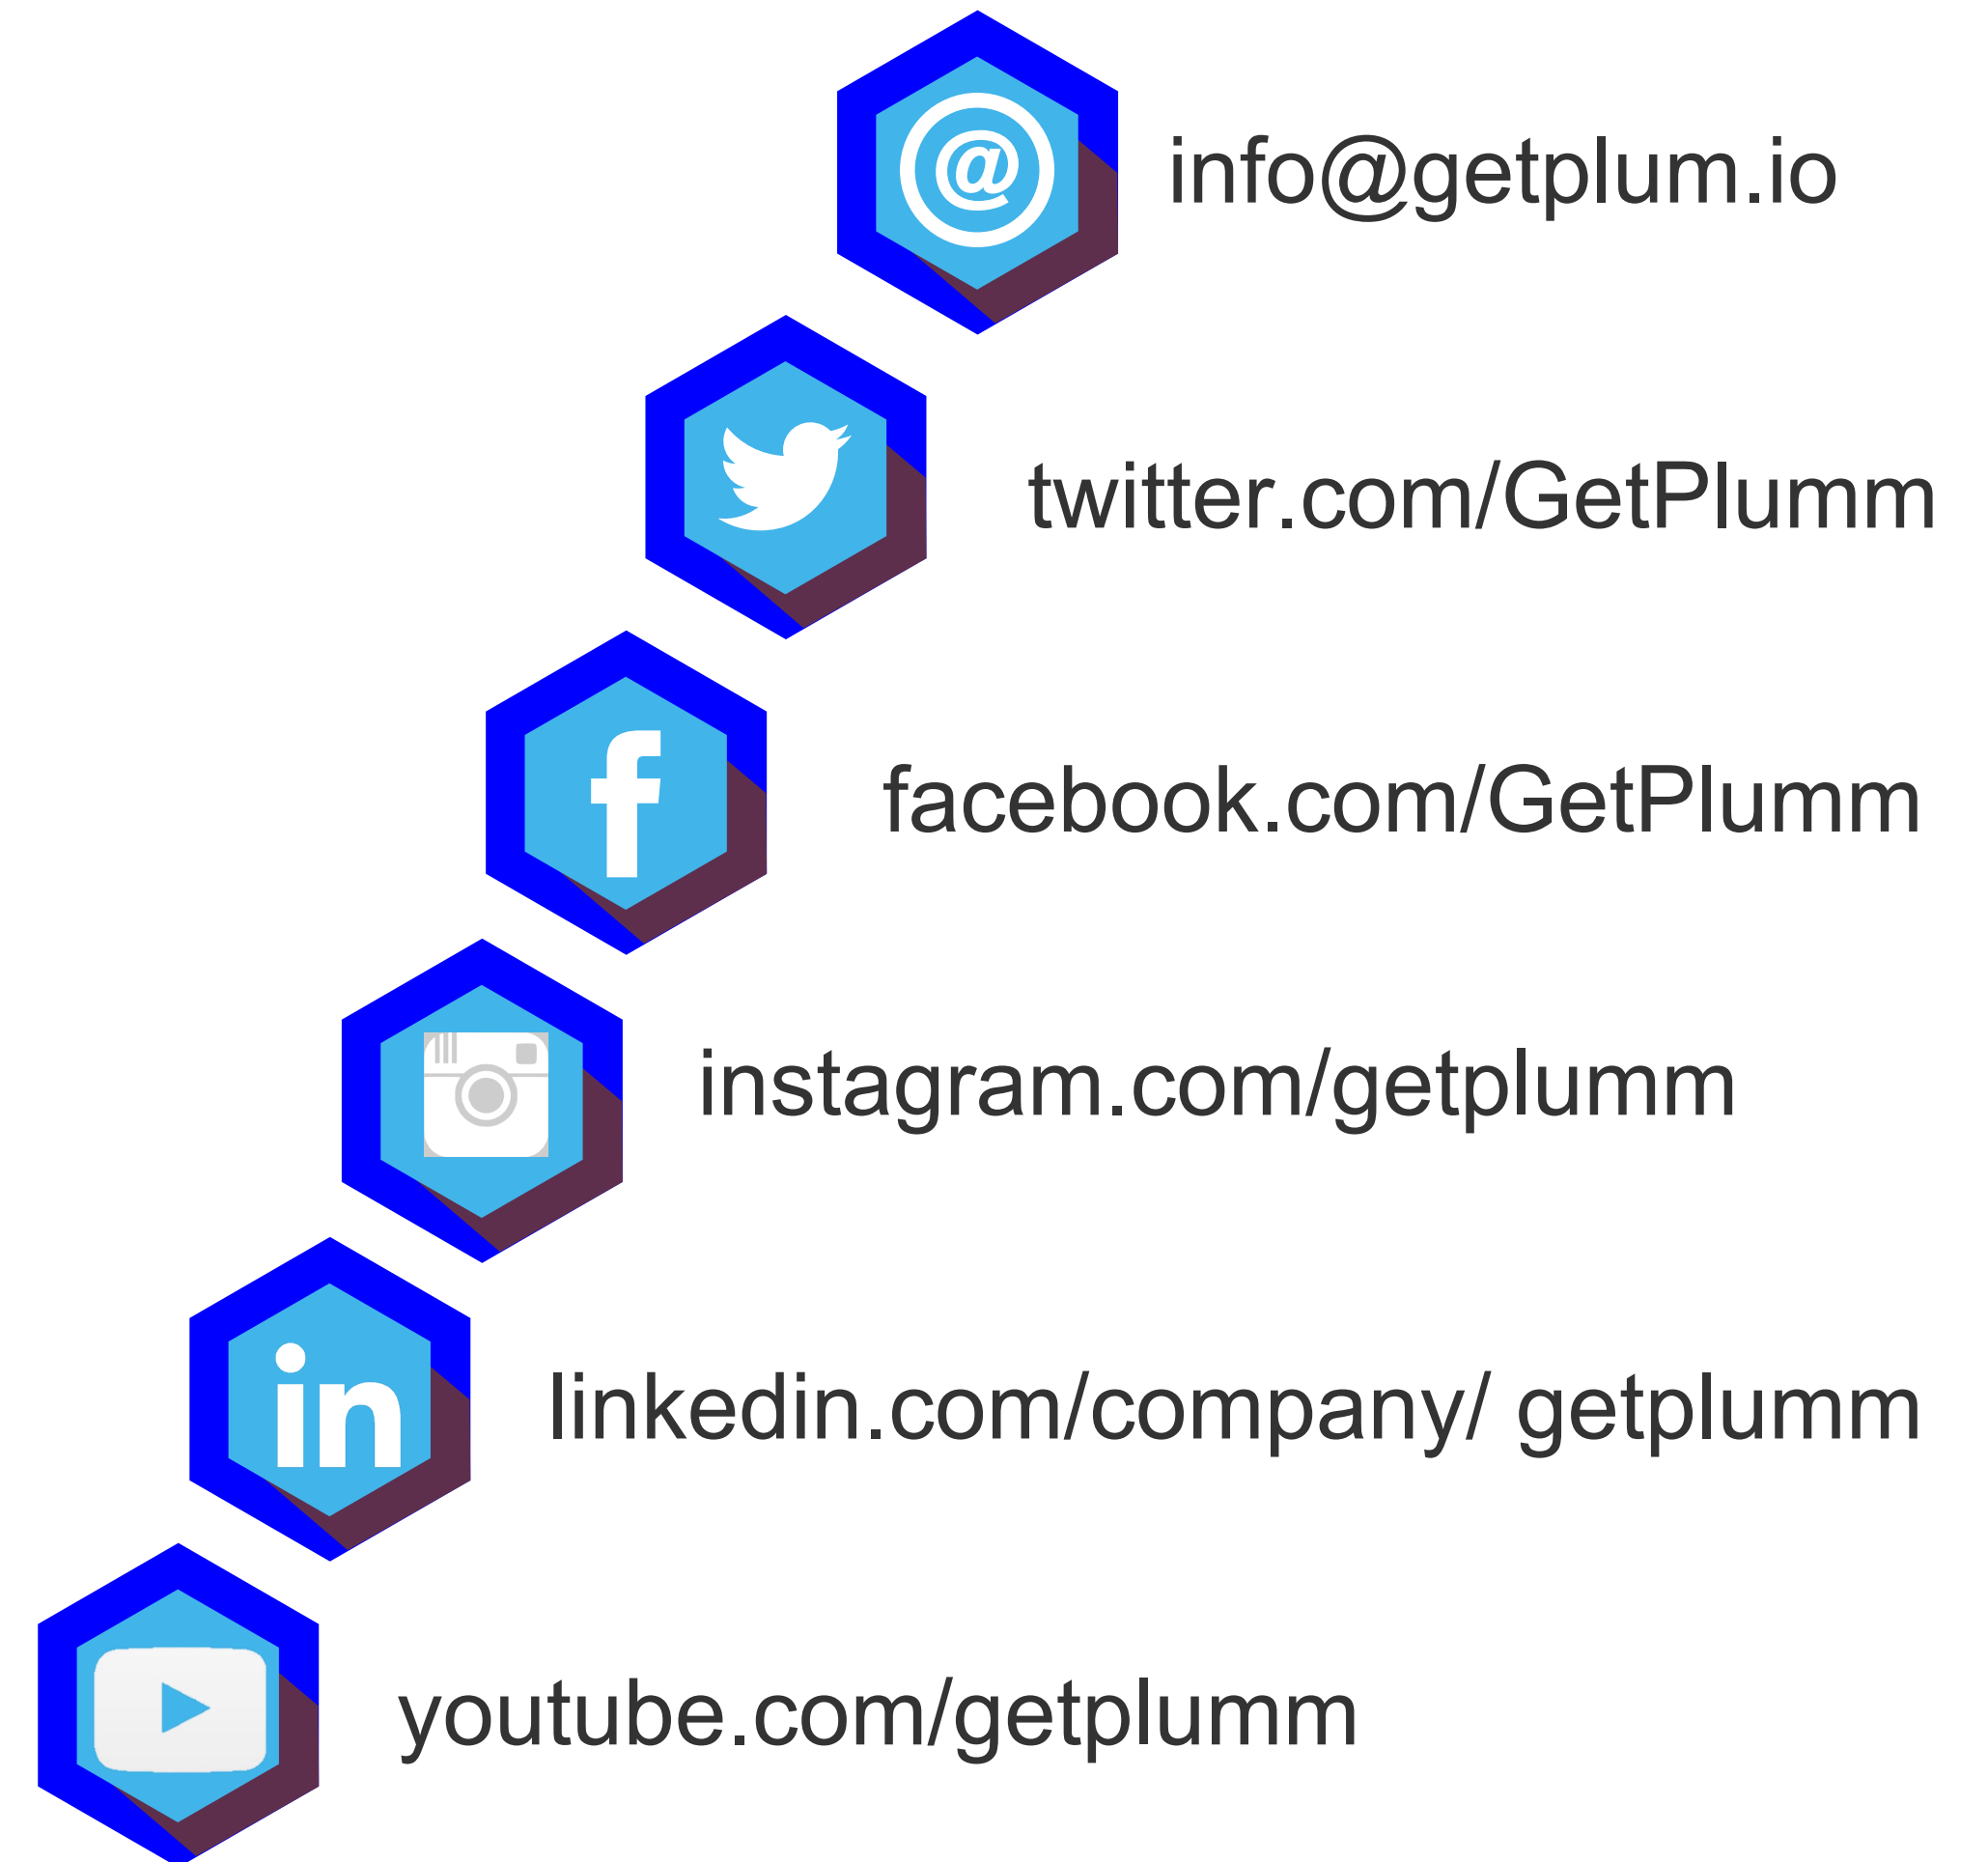 info@getplum.io
twitter.com/GetPlumm
facebook.com/GetPlumm
instagram.com/getplumm
linkedin.com/company/ getplumm
youtube.com/getplumm